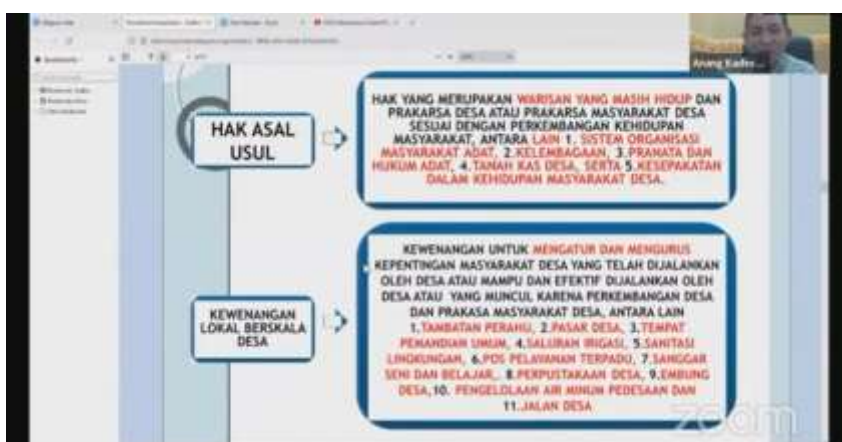 Anang Kadim
HAK ASAL
USUL
HAK YANG MERUPAKAN WARISAN YANG MASIH HIDUP DAN
PRAKARSA DESA ATAU PRAKARSA MASYARAKAT DESA
SESUAI DENGAN PERKEMBANGAN KEHIDUPAN
MASYARAKAT, ANTARA LAIN 1. SISTEM ORGANISASI
MASYARAKAT ADAT, 2.KELEMBAGAAN, 3.PRANATA DAN
HUKUM ADAT, 4.TANAH KAS DESA, SERTA 5.KESEPAKATAN
DALAM KEHIDUPAN MASYARAKAT DESA.
KEWENANGAN
LOKAL BERSKALA
DESA
KEWENANGAN UNTUK MENGATUR DAN MENGURUS
KEPENTINGAN MASYARAKAT DESA YANG TELAH DIJALANKAN
OLEH DESA ATAU MAMPU DAN EFEKTIF DIJALANKAN OLEH
DESA ATAU YANG MUNCUL KARENA PERKEMBANGAN DESA
DAN PRAKASA MASYARAKAT DESA, ANTARA LAIN
1.TAMBATAN PERAHU, 2.PASAR DESA, 3.TEMPAT
PEMANDIAN UMUM, 4.SALURAN IRIGASI, 5.SANITASI
LINGKUNGAN, 6.POS PELAYANAN TERPADU, 7.SANGGAR
SENI DAN BELAJAR, 8.PERPUSTAKAAN DESA, 9.EMBUNG
DESA,10. PENGELOLAAN AIR MINUM PEDESAAN DAN
11.JALAN DESA
zoom